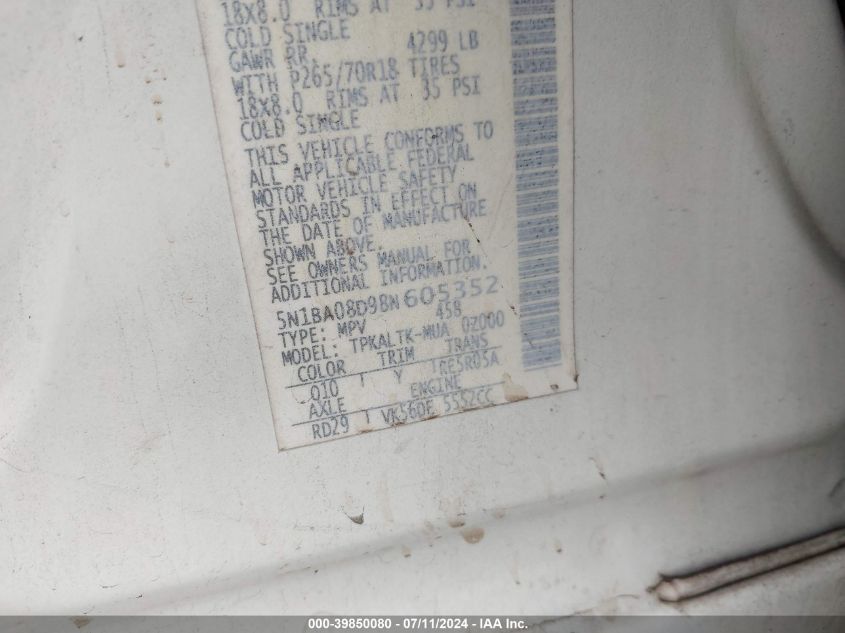 18X8.0 RIMS AT 35 PSI
COLD SINGLE
GAWR RR. 4299 LB
WITH P265/70R18 TIRES
18X8.0 RIMS AT 35 PSI
COLD SINGLE
THIS VEHICLE CONFORMS TO
ALL APPLICABLE FEDERAL
MOTOR VEHICLE SAFETY
STANDARDS IN EFFECT ON
THE DATE OF MANUFACTURE
SHOWN ABOVE.
SEE OWNERS MANUAL FOR
ADDITIONAL INFORMATION.
5N1BA08D9BN605352
TYPE: MPV 458
MODEL: TPKALTK-MUA 0Z000
COLOR TRIM TRANS
Q10 Y TRE5R05A
AXLE ENGINE
RD29 VK56DE 5552CC
000-39850080 / 07/11/2024 - IAA Inc.